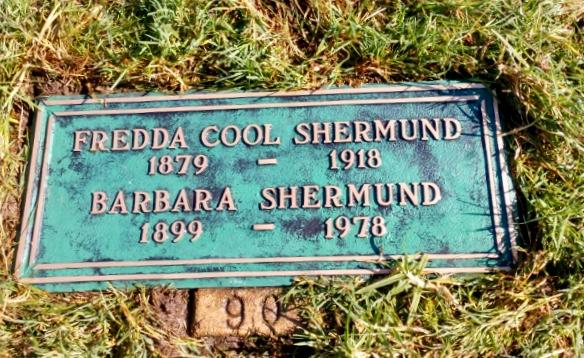 FREDDA COOL SHERMUND
1879 – 1918
BARBARA SHERMUND
1899 – 1978
90